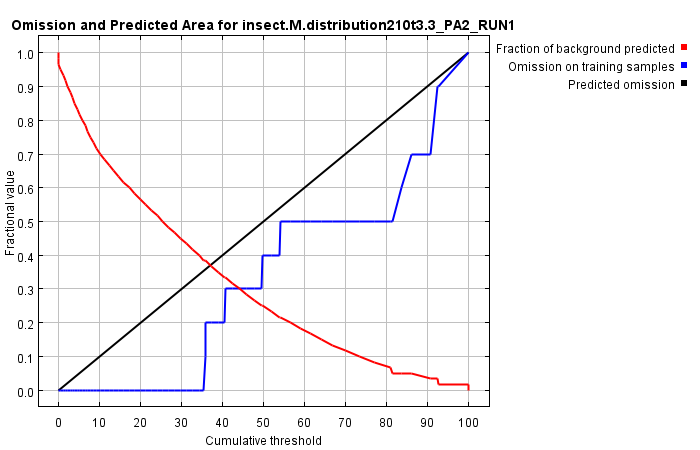 Omission and Predicted Area for insect.M.distribution210t3.3_PA2_RUN1
Fraction of background predicted
Omission on training samples
Predicted omission
Fractional value
1.0
0.9
0.8
0.7
0.6
0.5
0.4
0.3
0.2
0.1
0.0
0 10 20 30 40 50 60 70 80 90 100
Cumulative threshold